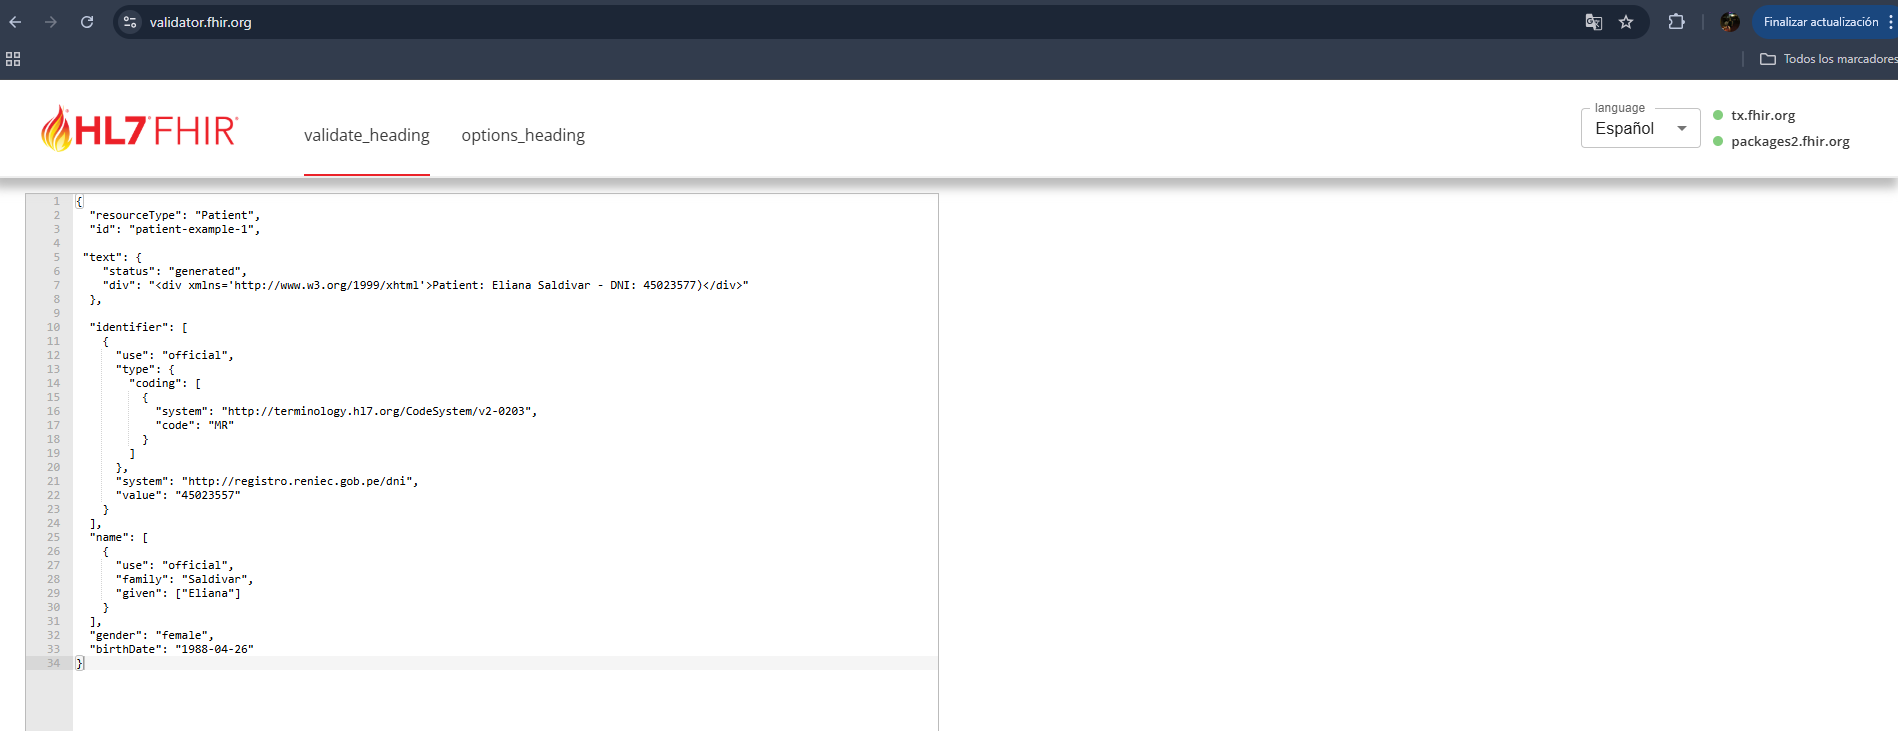 validator.fhir.org
Finalizar actualización
Todos los marcadores
HL7 FHIR®
validate_heading
options_heading
language
Español
tx.fhir.org
packages2.fhir.org
1 {
2 "resourceType": "Patient",
3 "id": "patient-example-1",
4
5 "text": {
6 "status": "generated",
7 "div": "<div xmlns='http://www.w3.org/1999/xhtml'>Patient: Eliana Saldivar - DNI: 45023577)</div>"
8 },
9
10 "identifier": [
11 {
12 "use": "official",
13 "type": {
14 "coding": [
15 {
16 "system": "http://terminology.hl7.org/CodeSystem/v2-0203",
17 "code": "MR"
18 }
19 ]
20 },
21 "system": "http://registro.reniec.gob.pe/dni",
22 "value": "45023557"
23 }
24 ],
25 "name": [
26 {
27 "use": "official",
28 "family": "Saldivar",
29 "given": ["Eliana"]
30 }
31 ],
32 "gender": "female",
33 "birthDate": "1988-04-26"
34 }